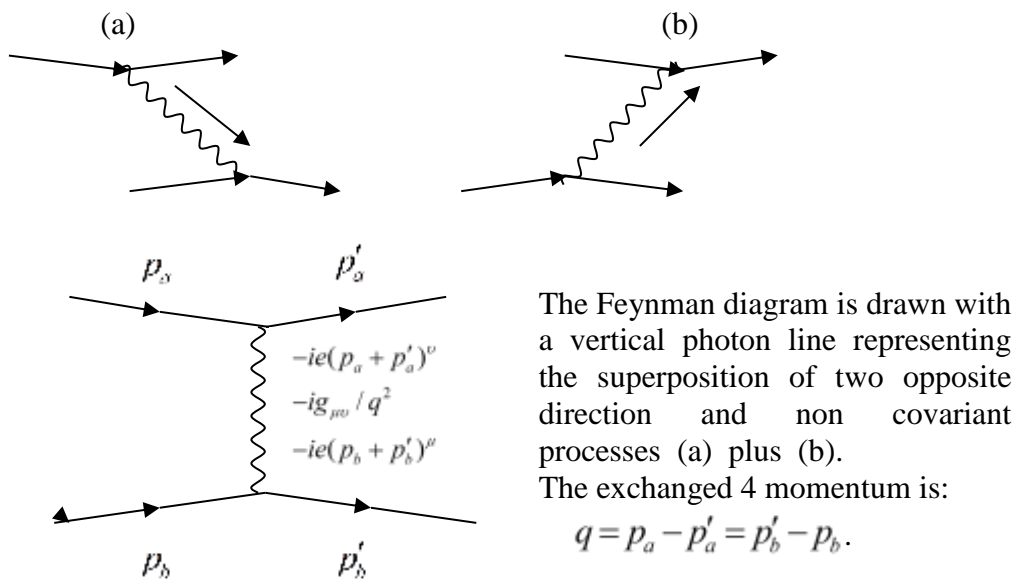 (a) (b)
p_a p'_a
-ie(p_a + p'_a)^υ
-ig_μυ / q^2
-ie(p_b + p'_b)^μ
p_b p'_b
The Feynman diagram is drawn with
a vertical photon line representing
the superposition of two opposite
direction and non covariant
processes (a) plus (b).
The exchanged 4 momentum is:
q = p_a - p'_a = p'_b - p_b.